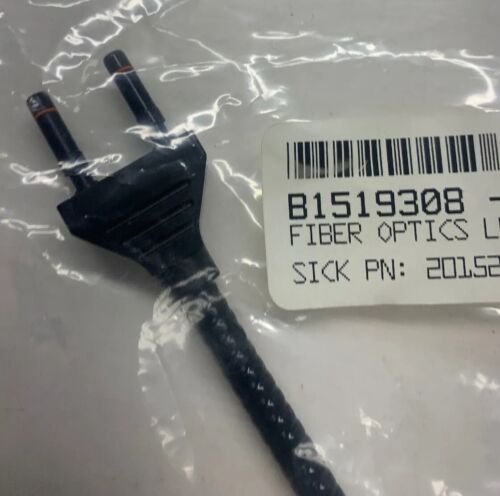 B1519308 -
FIBER OPTICS L
SICK PN: 20152